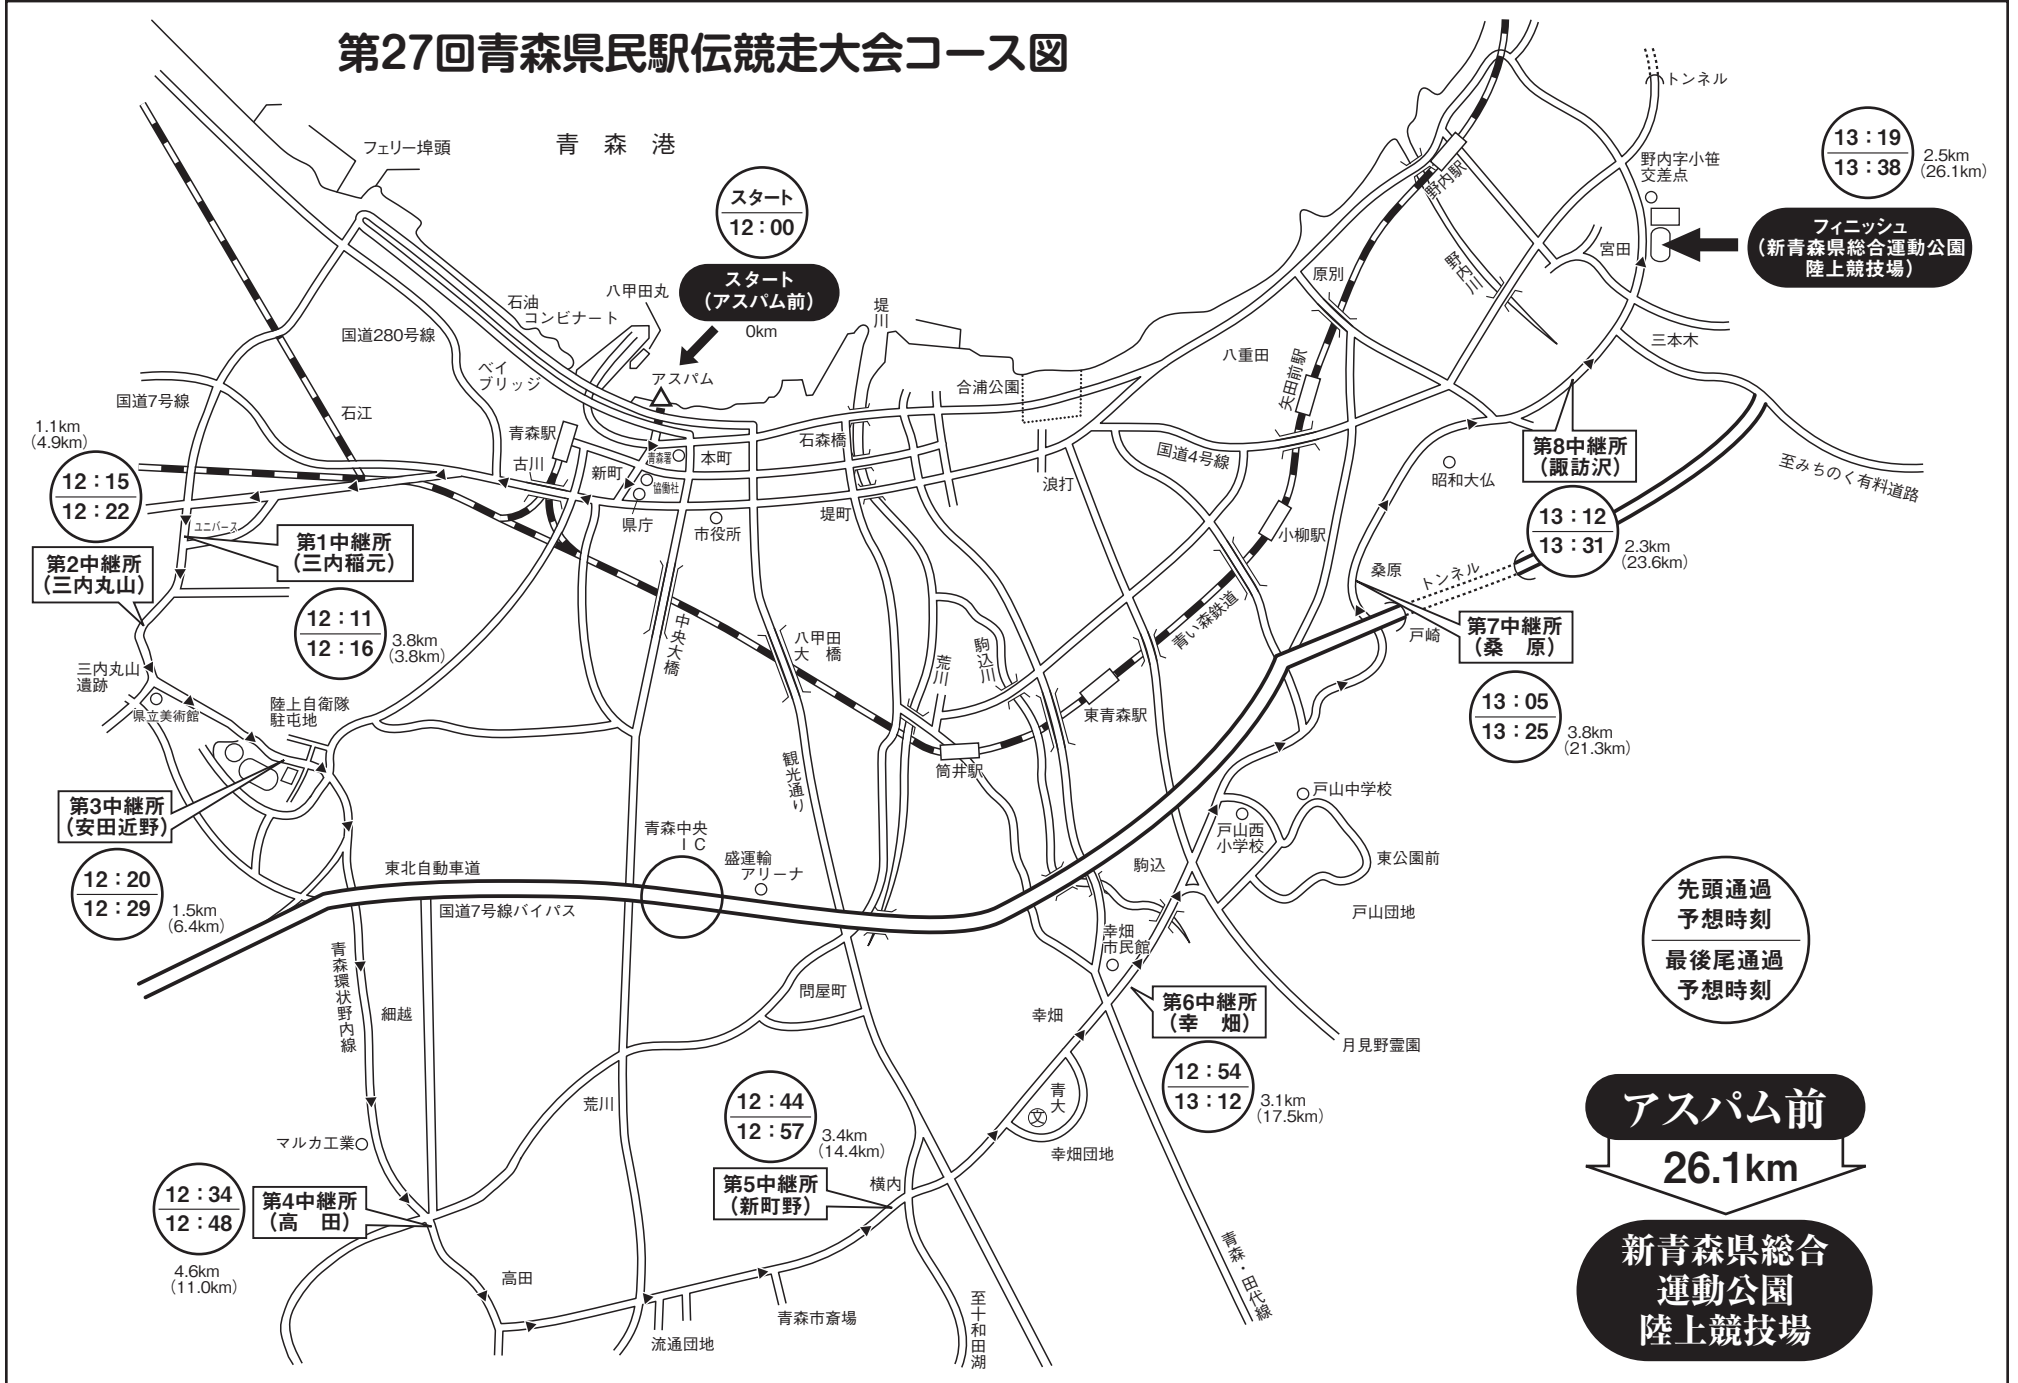 第27回青森県民駅伝競走大会コース図
青森港
フェリー埠頭
トンネル
スタート
12：00
スタート
（アスパム前）
0km
13：19
13：38
2.5km
（26.1km）
フィニッシュ
（新青森県総合運動公園
陸上競技場）
野内字小笹
交差点
野内駅
宮田
野内川
原別
三本木
八重田
矢田前駅
石油
コンビナート
八甲田丸
堤川
国道280号線
ベイ
ブリッジ
アスパム
合浦公園
国道7号線
石江
青森駅
古川
新町
青森署
本町
協働社
県庁
市役所
石森橋
堤町
浪打
国道4号線
小柳駅
昭和大仏
第8中継所
（諏訪沢）
13：12
13：31
2.3km
（23.6km）
至みちのく有料道路
1.1km
（4.9km）
12：15
12：22
ユニバース
第1中継所
（三内稲元）
第2中継所
（三内丸山）
12：11
12：16
3.8km
（3.8km）
中央大橋
八甲田
大橋
荒川
駒込川
青い森鉄道
桑原
トンネル
戸崎
第7中継所
（桑　原）
13：05
13：25
3.8km
（21.3km）
三内丸山
遺跡
県立美術館
陸上自衛隊
駐屯地
東青森駅
筒井駅
観光通り
第3中継所
（安田近野）
12：20
12：29
1.5km
（6.4km）
東北自動車道
国道7号線バイパス
青森中央
IC
盛運輸
アリーナ
戸山中学校
戸山西
小学校
駒込
東公園前
戸山団地
先頭通過
予想時刻
最後尾通過
予想時刻
青森環状野内線
細越
問屋町
幸畑
市民館
第6中継所
（幸　畑）
幸畑
月見野霊園
12：54
13：12
3.1km
（17.5km）
荒川
12：44
12：57
3.4km
（14.4km）
青大
文
幸畑団地
マルカ工業
12：34
12：48
4.6km
（11.0km）
第4中継所
（高　田）
第5中継所
（新町野）
横内
高田
流通団地
青森市斎場
至十和田湖
青森・田代線
アスパム前
26.1km
新青森県総合
運動公園
陸上競技場